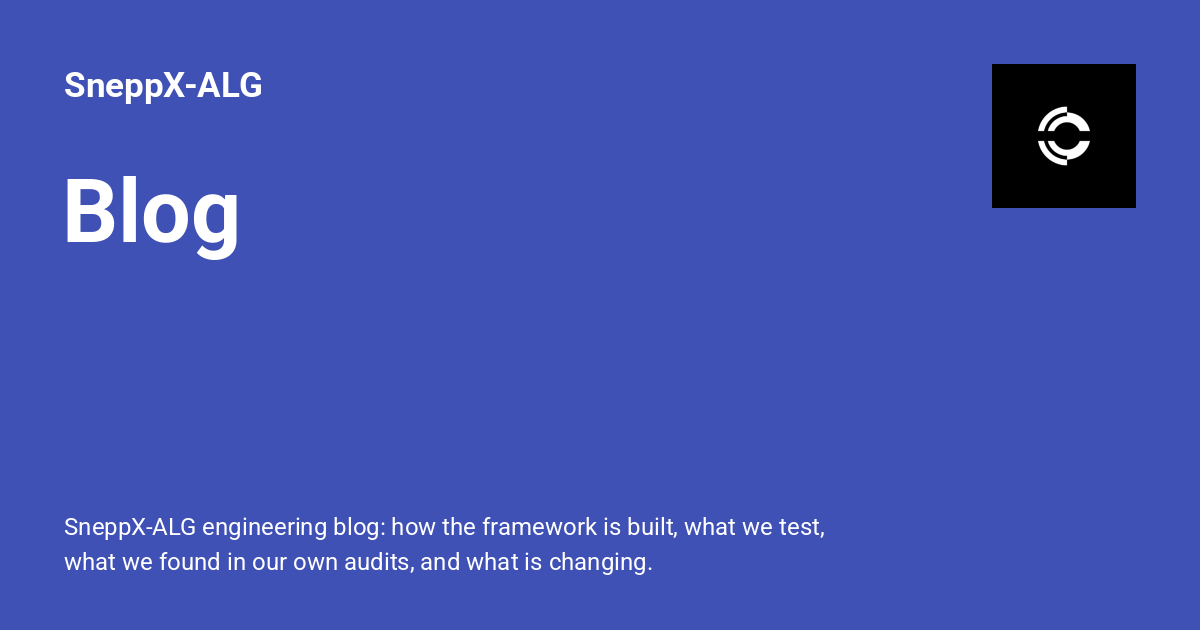 SneppX-ALG
Blog
SneppX-ALG engineering blog: how the framework is built, what we test,
what we found in our own audits, and what is changing.